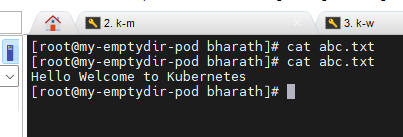 2. k-m
3. k-w
[root@my-emptydir-pod bharath]# cat abc.txt
[root@my-emptydir-pod bharath]# cat abc.txt
Hello Welcome to Kubernetes
[root@my-emptydir-pod bharath]#